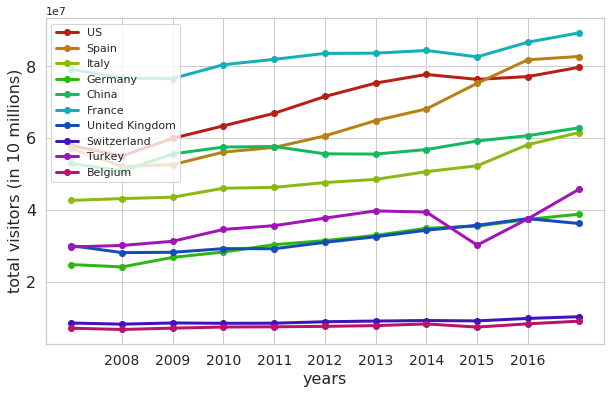 1e7
US
Spain
Italy
Germany
China
France
United Kingdom
Switzerland
Turkey
Belgium
8
6
4
2
total visitors (in 10 millions)
2008 2009 2010 2011 2012 2013 2014 2015 2016
years